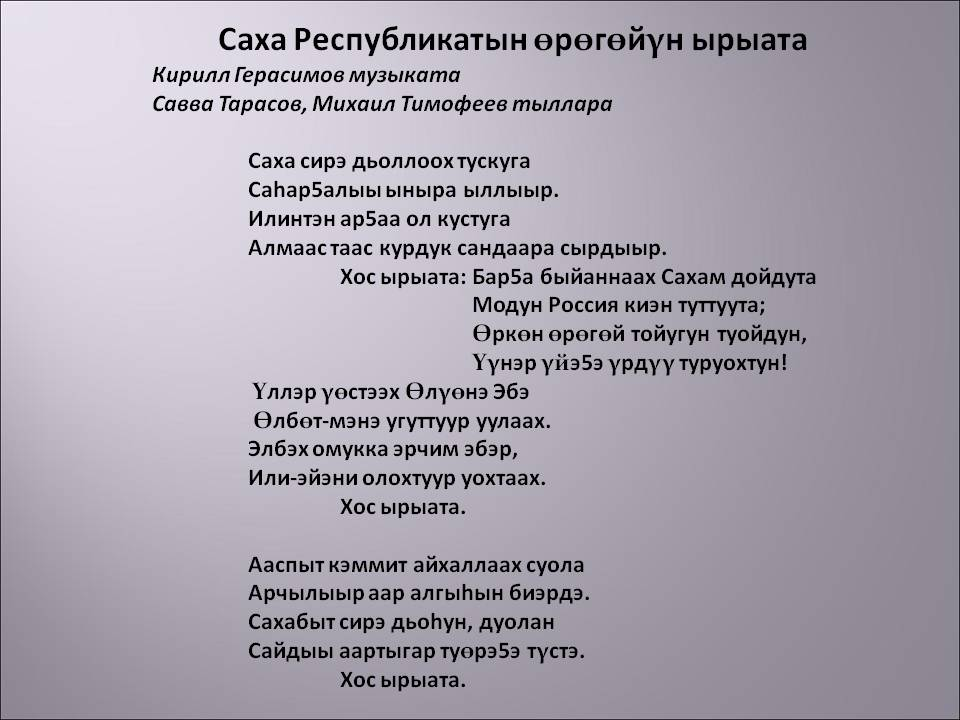 Саха Республикатын өрөгөйүн ырыата
Кирилл Герасимов музыката
Савва Тарасов, Михаил Тимофеев тыллара
Саха сирэ дьоллоох тускуга
Саһар5алыы ыныра ыллыыр.
Илинтэн ар5аа ол кустуга
Алмаас таас курдук сандаара сырдыыр.
Хос ырыата: Бар5а быйаннаах Сахам дойдута
Модун Россия киэн туттуута;
Өркөн өрөгөй тойугун туойдун,
Үүнэр үйэ5э үрдүү туруохтун!
Үллэр үөстээх Өлүөнэ Эбэ
Өлбөт-мэнэ угуттуур уулаах.
Элбэх омукка эрчим эбэр,
Или-эйэни олохтуур уохтаах.
Хос ырыата.
Ааспыт кэммит айхаллаах суола
Арчылыыр аар алгыһын биэрдэ.
Сахабыт сирэ дьоһун, дуолан
Сайдыы аартыгар туөрэ5э түстэ.
Хос ырыата.